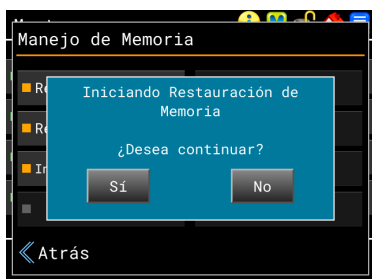 Manejo de Memoria
Iniciando Restauración de
Memoria
¿Desea continuar?
Sí
No
Atrás